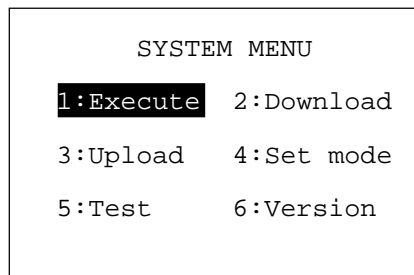 SYSTEM MENU
1:Execute 2:Download
3:Upload 4:Set mode
5:Test 6:Version